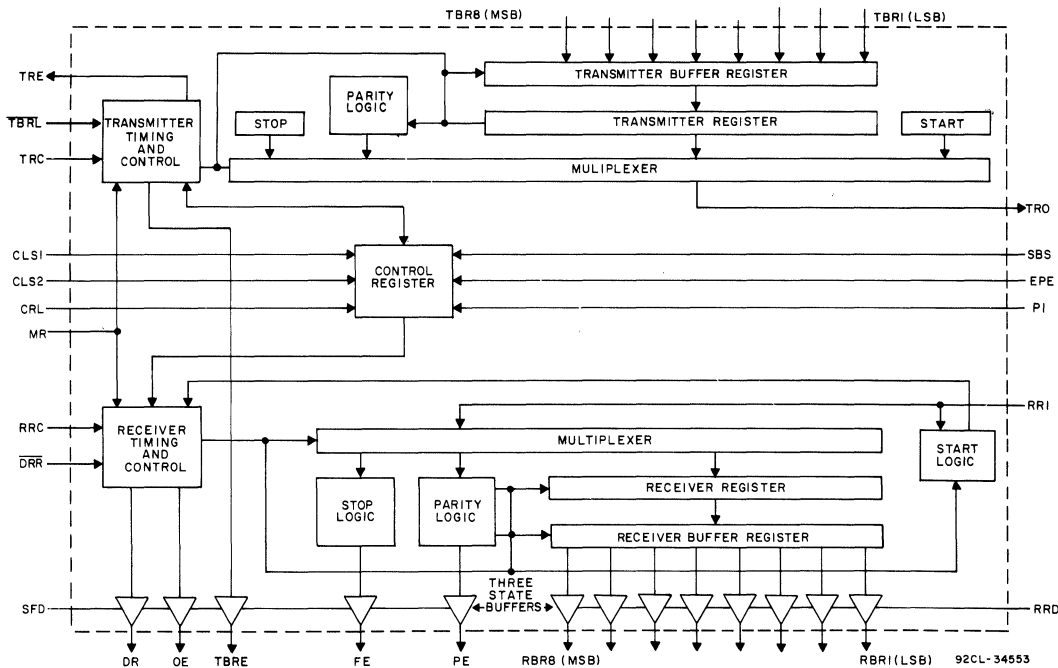 TBR8 (MSB)
TBR1 (LSB)
TRE
TRANSMITTER BUFFER REGISTER
PARITY
LOGIC
TBRL
TRANSMITTER
TIMING
AND
CONTROL
STOP
TRANSMITTER REGISTER
START
TRC
MULIPLEXER
TRO
CLS1
CONTROL
REGISTER
SBS
CLS2
EPE
CRL
PI
MR
RRI
RRC
RECEIVER
TIMING
AND
CONTROL
MULTIPLEXER
START
LOGIC
DRR
STOP
LOGIC
PARITY
LOGIC
RECEIVER REGISTER
RECEIVER BUFFER REGISTER
THREE
STATE
BUFFERS
SFD
RRD
DR
OE
TBRE
FE
PE
RBR8 (MSB)
RBR1 (LSB)
92CL-34553